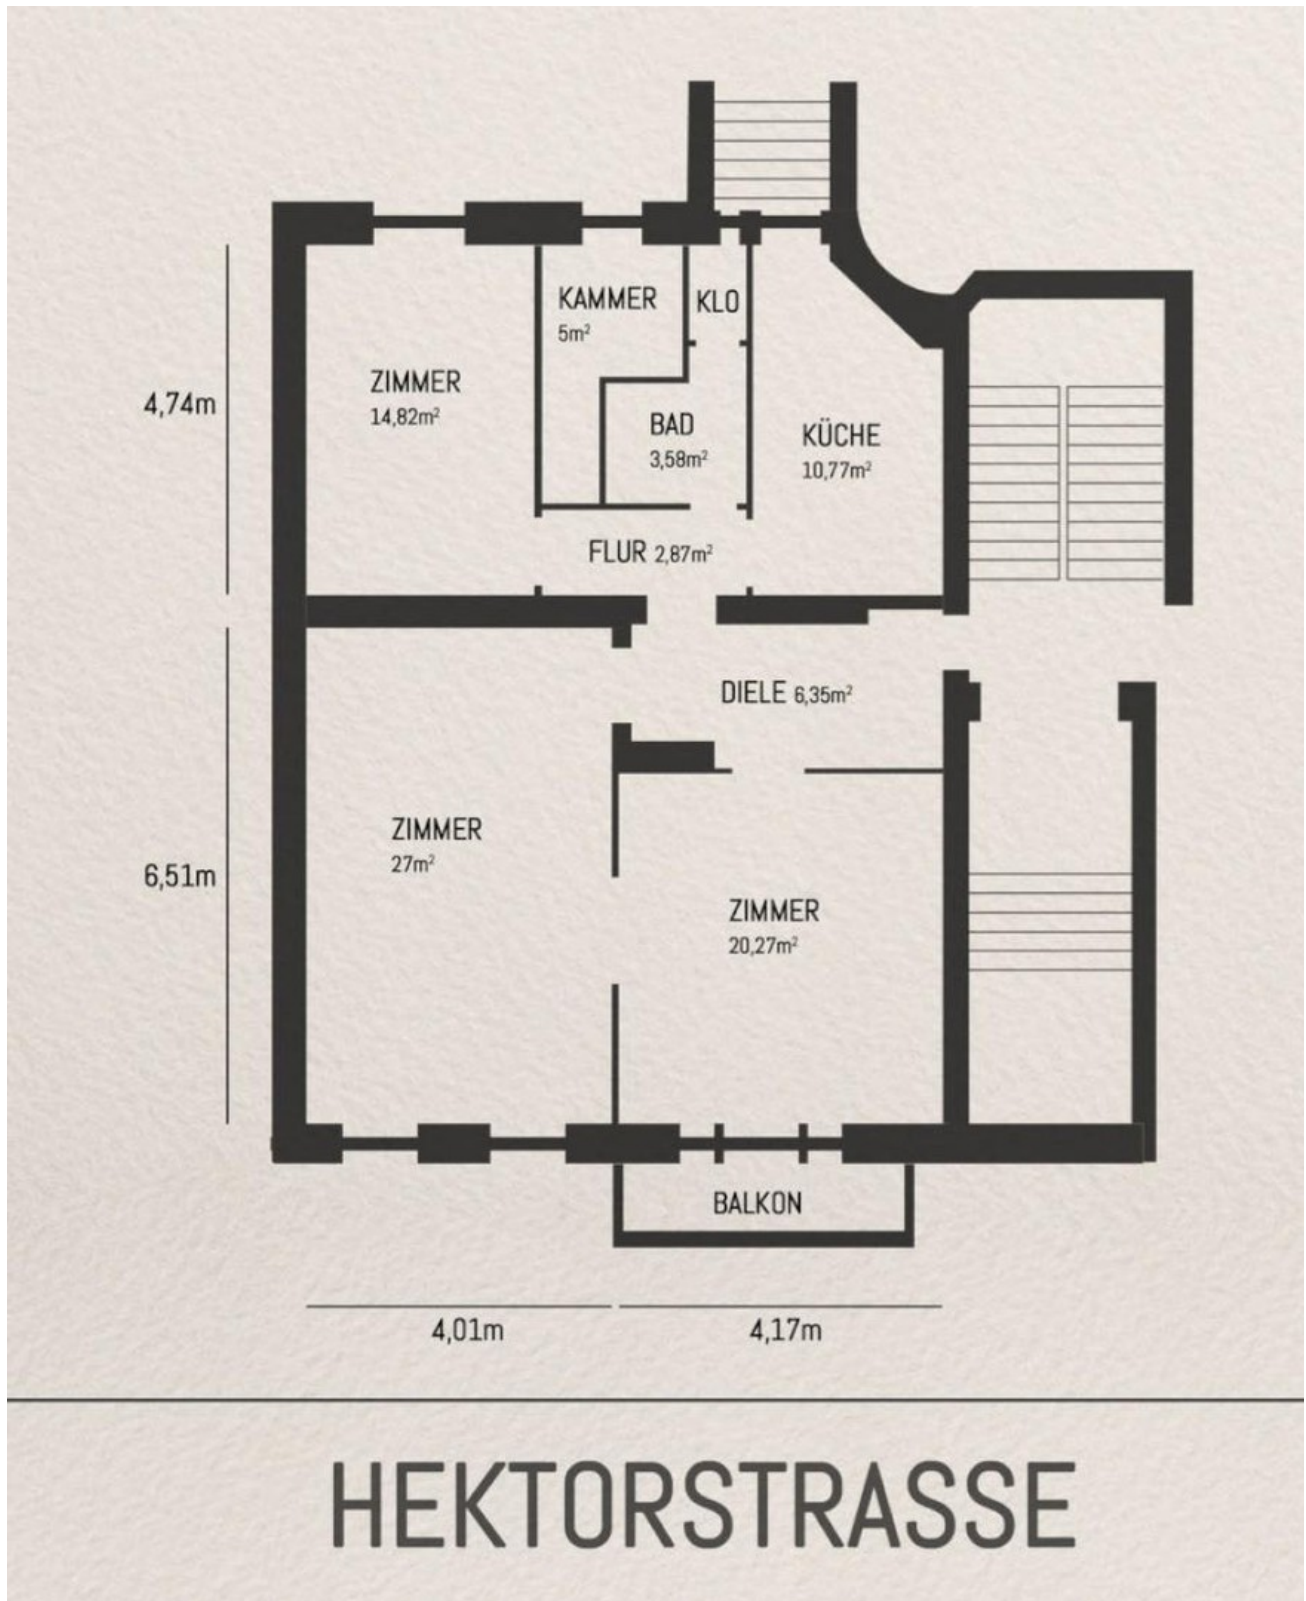 KAMMER
5m²
KLO
ZIMMER
14,82m²
4,74m
BAD
3,58m²
KÜCHE
10,77m²
FLUR 2,87m²
DIELE 6,35m²
ZIMMER
27m²
6,51m
ZIMMER
20,27m²
BALKON
4,01m
4,17m
HEKTORSTRASSE